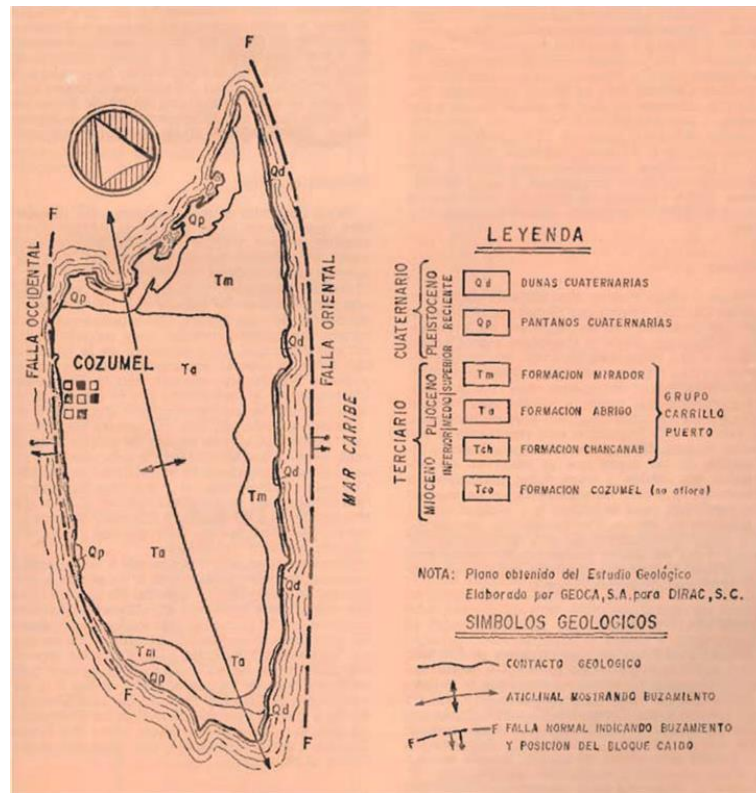 F
F
FALLA OCCIDENTAL
Qp
Qd
Tm
Qp
COZUMEL
Ta
Qd
FALLA ORIENTAL
MAR CARIBE
Qd
Tm
Qp
Ta
Qd
Tm
Ta
Qp
Qd
F
F
LEYENDA
CUATERNARIO
PLEISTOCENO
RECIENTE
Qd DUNAS CUATERNARIAS
Qp PANTANOS CUATERNARIAS
TERCIARIO
MIOCENO PLIOCENO
INFERIOR MEDIO SUPERIOR
Tm FORMACION MIRADOR
Ta FORMACION ABRIGO
Tch FORMACION CHANCANAB
GRUPO
CARRILLO
PUERTO
Tco FORMACION COZUMEL (no aflora)
NOTA: Plano obtenido del Estudio Geológico
Elaborado por GEOCA, S.A. para DIRAC, S.C.
SIMBOLOS GEOLOGICOS
CONTACTO GEOLOGICO
ATICLINAL MOSTRANDO BUZAMIENTO
F F FALLA NORMAL INDICANDO BUZAMIENTO
Y POSICION DEL BLOQUE CAIDO